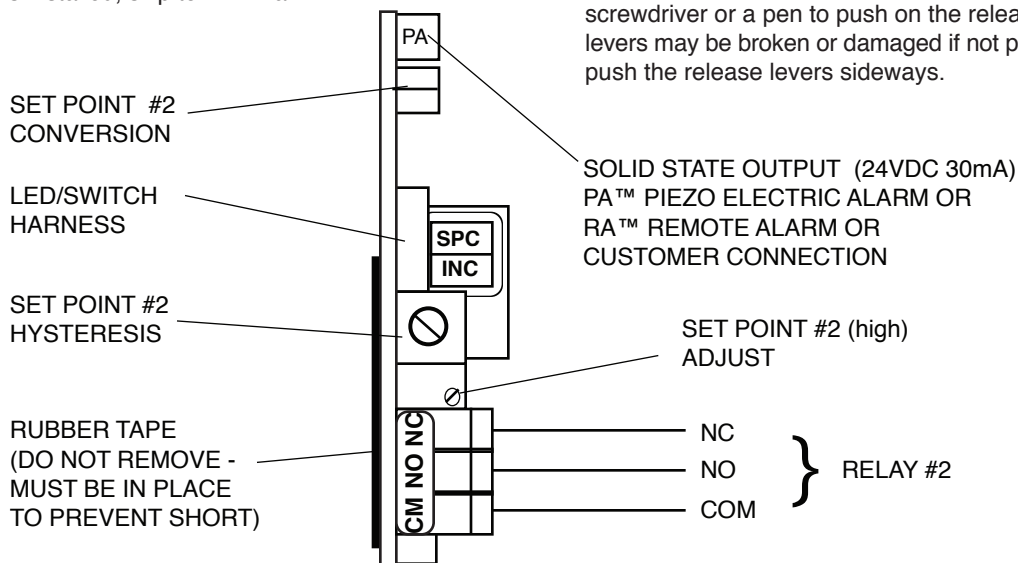 screwdriver or a pen to push on the
levers may be broken or damaged if not
push the release levers sideways.
PA
SET POINT #2
CONVERSION
SOLID STATE OUTPUT (24VDC 30mA)
PA™ PIEZO ELECTRIC ALARM OR
RA™ REMOTE ALARM OR
CUSTOMER CONNECTION
LED/SWITCH
HARNESS
SPC
INC
SET POINT #2
HYSTERESIS
SET POINT #2 (high)
ADJUST
RUBBER TAPE
(DO NOT REMOVE -
MUST BE IN PLACE
TO PREVENT SHORT)
CM NO NC
NC
NO
COM
} RELAY #2